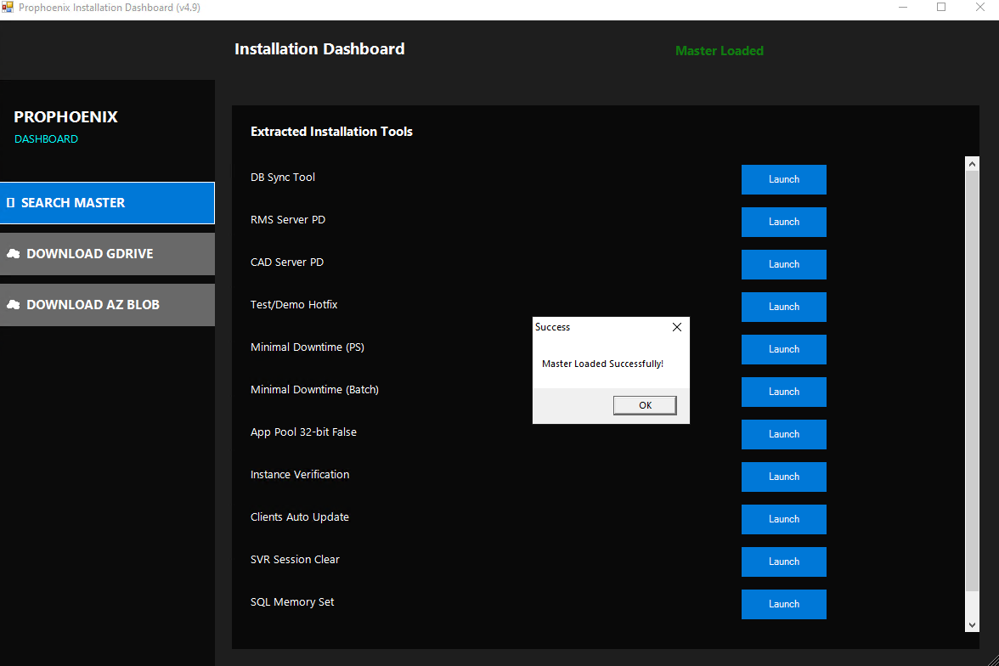 Prophoenix Installation Dashboard (v4.9)
Installation Dashboard
Master Loaded
PROPHOENIX
DASHBOARD
SEARCH MASTER
DOWNLOAD GDRIVE
DOWNLOAD AZ BLOB
Extracted Installation Tools
DB Sync Tool
Launch
RMS Server PD
Launch
CAD Server PD
Launch
Test/Demo Hotfix
Launch
Minimal Downtime (PS)
Launch
Minimal Downtime (Batch)
Launch
App Pool 32-bit False
Launch
Instance Verification
Launch
Clients Auto Update
Launch
SVR Session Clear
Launch
SQL Memory Set
Launch
Success
Master Loaded Successfully!
OK